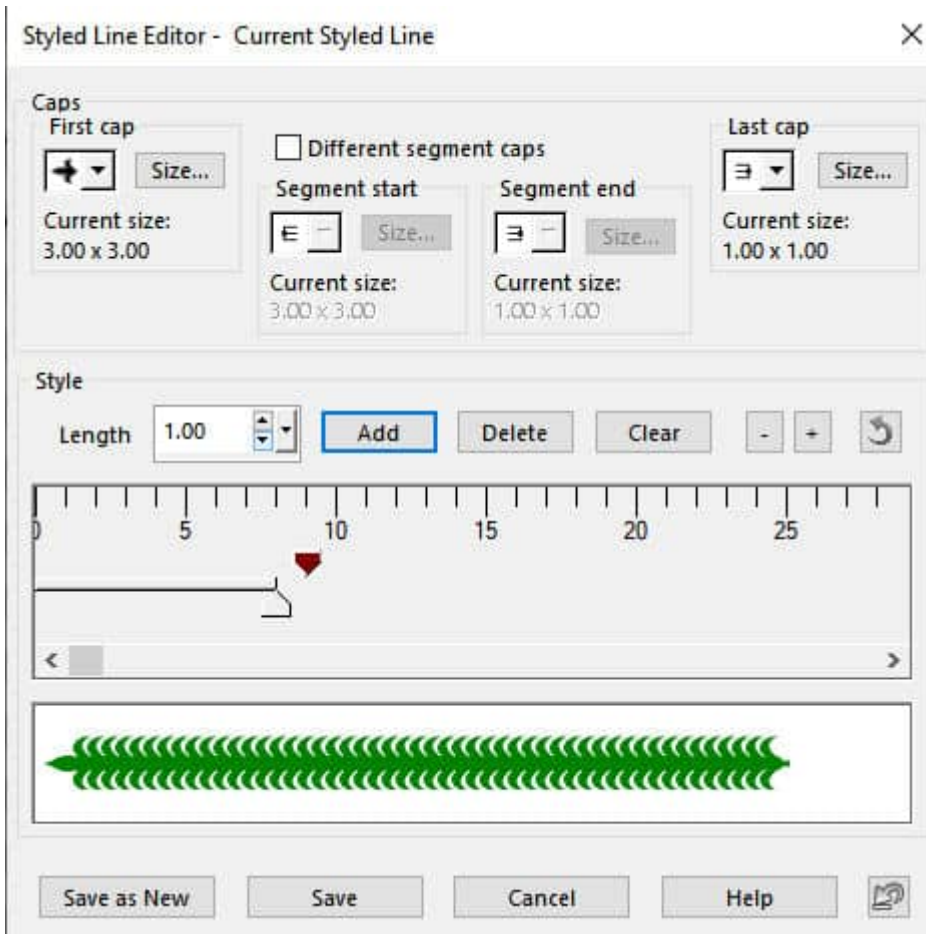 Styled Line Editor - Current Styled Line
Caps
First cap
Size...
Current size:
3.00 x 3.00
Different segment caps
Segment start
Size...
Current size:
3.00 x 3.00
Segment end
Size...
Current size:
1.00 x 1.00
Last cap
Size...
Current size:
1.00 x 1.00
Style
Length 1.00 Add Delete Clear - +
0 5 10 15 20 25
Save as New Save Cancel Help